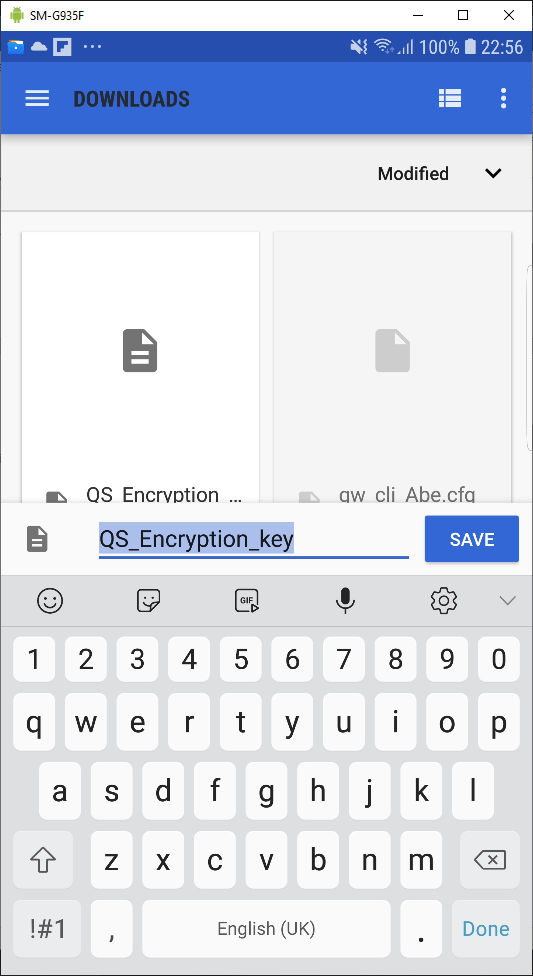 SM-G935F
100% 22:56
DOWNLOADS
Modified
QS_Encryption_...
gw_cli_Abe.cfg
QS_Encryption_key
SAVE
GIF
1 2 3 4 5 6 7 8 9 0
q w e r t y u i o p
a s d f g h j k l
z x c v b n m
!#1 , English (UK) . Done